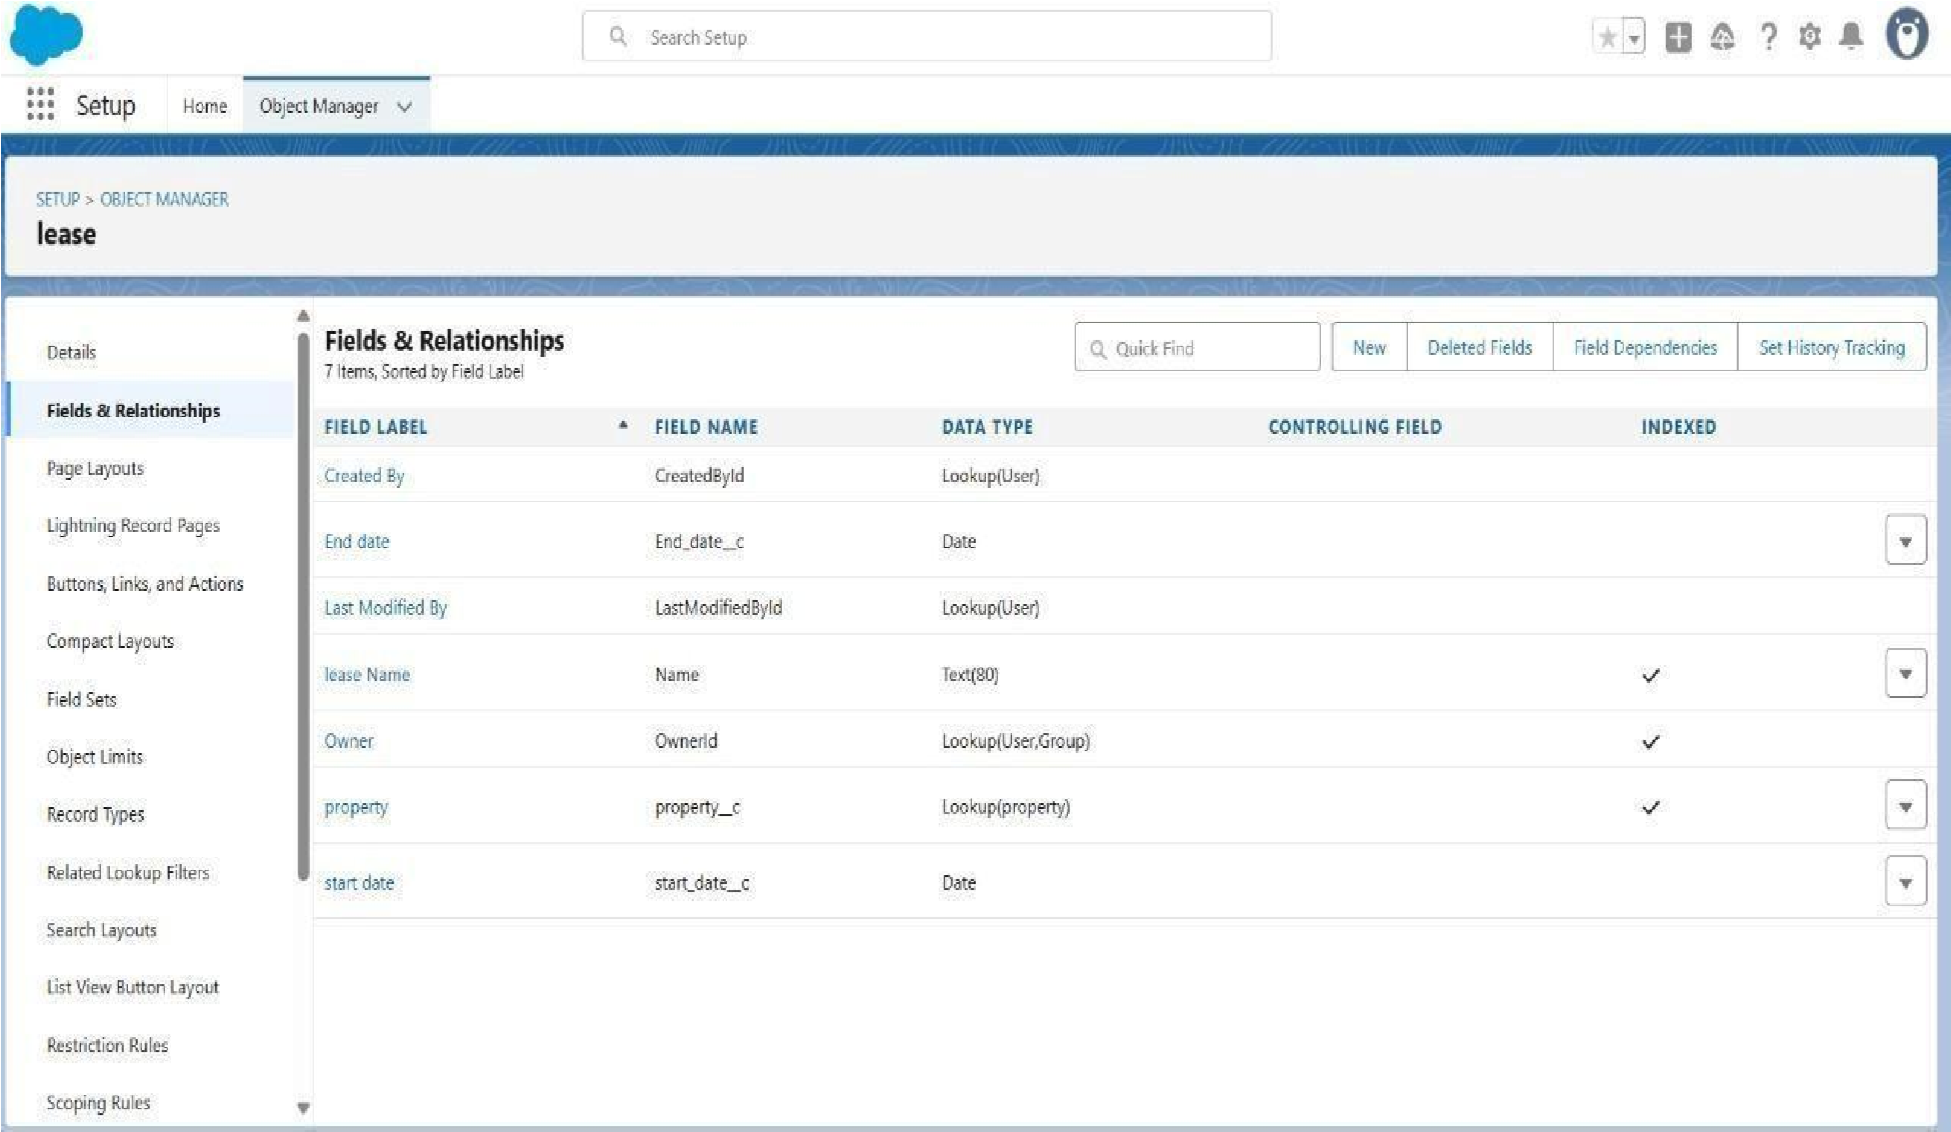 Search Setup
Setup Home Object Manager
SETUP > OBJECT MANAGER
lease
Details
Fields & Relationships
Page Layouts
Lightning Record Pages
Buttons, Links, and Actions
Compact Layouts
Field Sets
Object Limits
Record Types
Related Lookup Filters
Search Layouts
List View Button Layout
Restriction Rules
Scoping Rules
Fields & Relationships
7 Items, Sorted by Field Label
Quick Find New Deleted Fields Field Dependencies Set History Tracking
FIELD LABEL FIELD NAME DATA TYPE CONTROLLING FIELD INDEXED
Created By CreatedById Lookup(User)
End date End_date__c Date
Last Modified By LastModifiedById Lookup(User)
lease Name Name Text(80)
Owner OwnerId Lookup(User,Group)
property property__c Lookup(property)
start date start_date__c Date